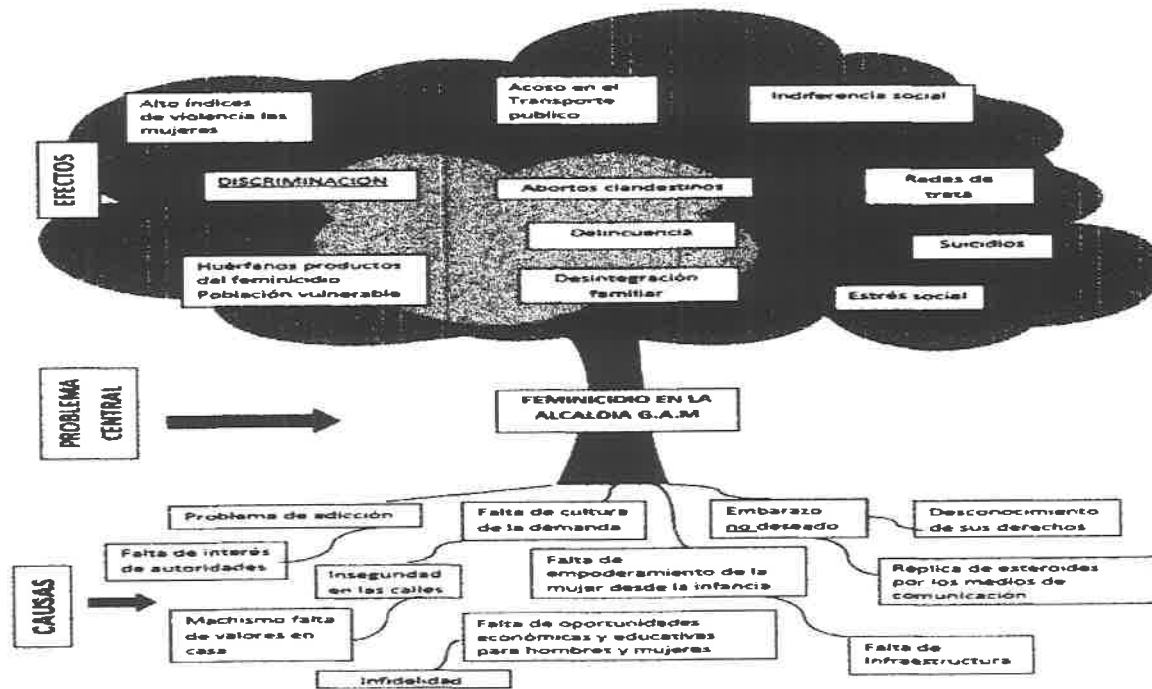 Alto índices
de violencia las
mujeres
Acoso en el
Transporte
publico
Indiferencia social
EFECTOS
DISCRIMINACIÓN
Abortos clandestinos
Redes de
trata
Delincuencia
Suicidios
Huérfanos productos
del feminicidio
Población vulnerable
Desintegración
familiar
Estrés social
PROBLEMA
CENTRAL
FEMINICIDIO EN LA
ALCALDIA G.A.M
Problema de adicción
Falta de cultura
de la demanda
Embarazo
no deseado
Desconocimiento
de sus derechos
Falta de interés
de autoridades
Inseguridad
en las calles
Falta de
empoderamiento de la
mujer desde la infancia
Réplica de esteroides
por los medios de
comunicación
CAUSAS
Machismo falta
de valores en
casa
Falta de oportunidades
económicas y educativas
para hombres y mujeres
Falta de
Infraestructura
Infidelidad